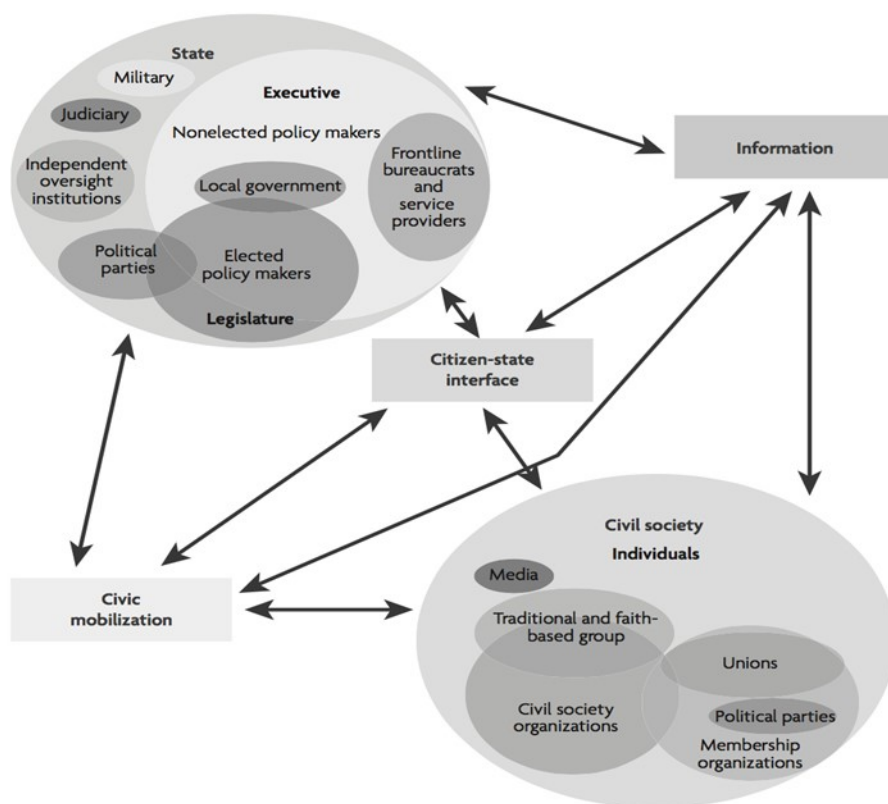 State
Military
Executive
Judiciary
Nonelected policy makers
Information
Independent
oversight
institutions
Frontline
bureaucrats
and
service
providers
Local government
Political
parties
Elected
policy makers
Legislature
Citizen-state
interface
Civil society
Individuals
Media
Civic
mobilization
Traditional and faith-
based group
Unions
Civil society
organizations
Political parties
Membership
organizations